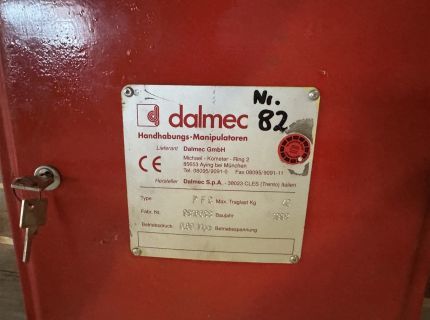 Nr.
82
dalmec
Handhabungs-Manipulatoren
Lieferant Dalmec GmbH
Michael - Kometer - Ring 2
85653 Aying bei München
Tel. 08095/9091-0 Fax 08095/9091-11
CE
Hersteller Dalmec S.p.A. - 38023 CLES (Trento) Italien
Type PFC Max. Traglast Kg
Fabr. Nr. Baujahr
Betriebsdruck Betriebsspannung